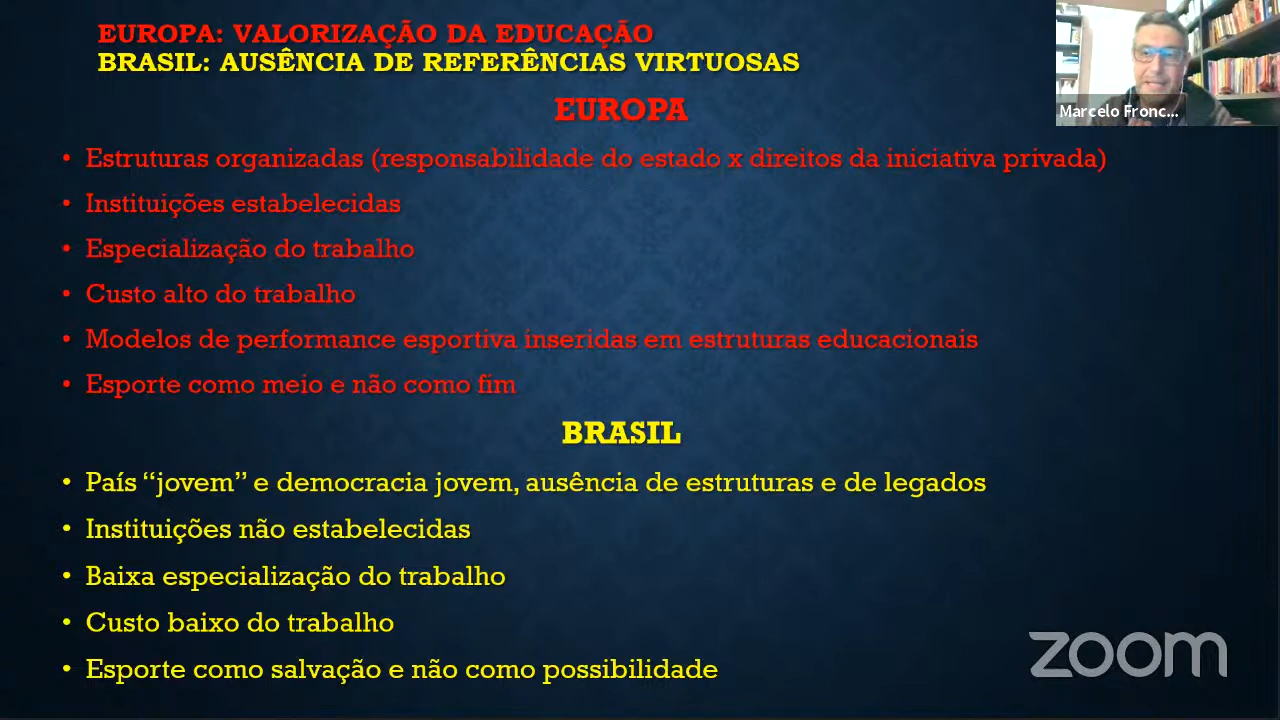 EUROPA: VALORIZAÇÃO DA EDUCAÇÃO
BRASIL: AUSÊNCIA DE REFERÊNCIAS VIRTUOSAS
Marcelo Fronc...
EUROPA
• Estruturas organizadas (responsabilidade do estado x direitos da iniciativa privada)
• Instituições estabelecidas
• Especialização do trabalho
• Custo alto do trabalho
• Modelos de performance esportiva inseridas em estruturas educacionais
• Esporte como meio e não como fim
BRASIL
• País “jovem” e democracia jovem, ausência de estruturas e de legados
• Instituições não estabelecidas
• Baixa especialização do trabalho
• Custo baixo do trabalho
• Esporte como salvação e não como possibilidade
zoom